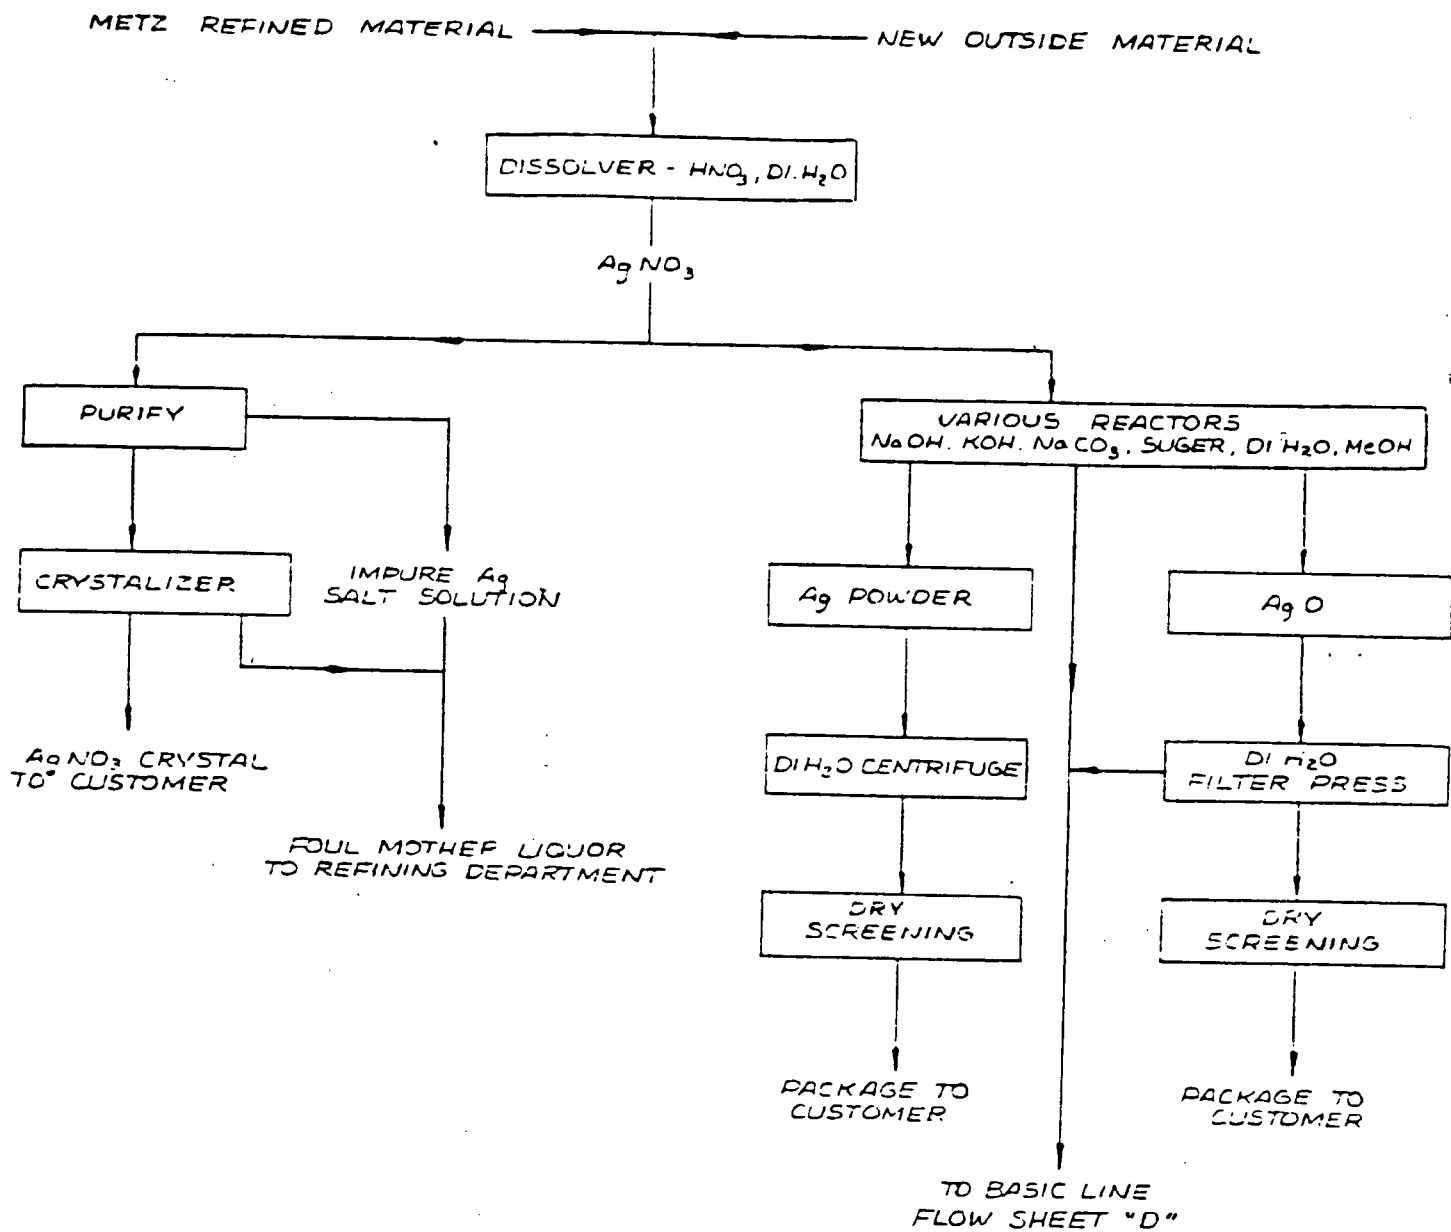 METZ REFINED MATERIAL
NEW OUTSIDE MATERIAL
DISSOLVER - HNO₃, DI.H₂O
AgNO₃
PURIFY
VARIOUS REACTORS
NaOH. KOH. NaCO₃. SUGER, DI H₂O, MeOH
CRYSTALIZER
IMPURE Ag
SALT SOLUTION
Ag POWDER
AgO
AgNO₃ CRYSTAL
TO CUSTOMER
DI H₂O CENTRIFUGE
DI H₂O
FILTER PRESS
FOUL MOTHER LIQUOR
TO REFINING DEPARTMENT
DRY
SCREENING
DRY
SCREENING
PACKAGE TO
CUSTOMER
PACKAGE TO
CUSTOMER
TO BASIC LINE
FLOW SHEET "D"